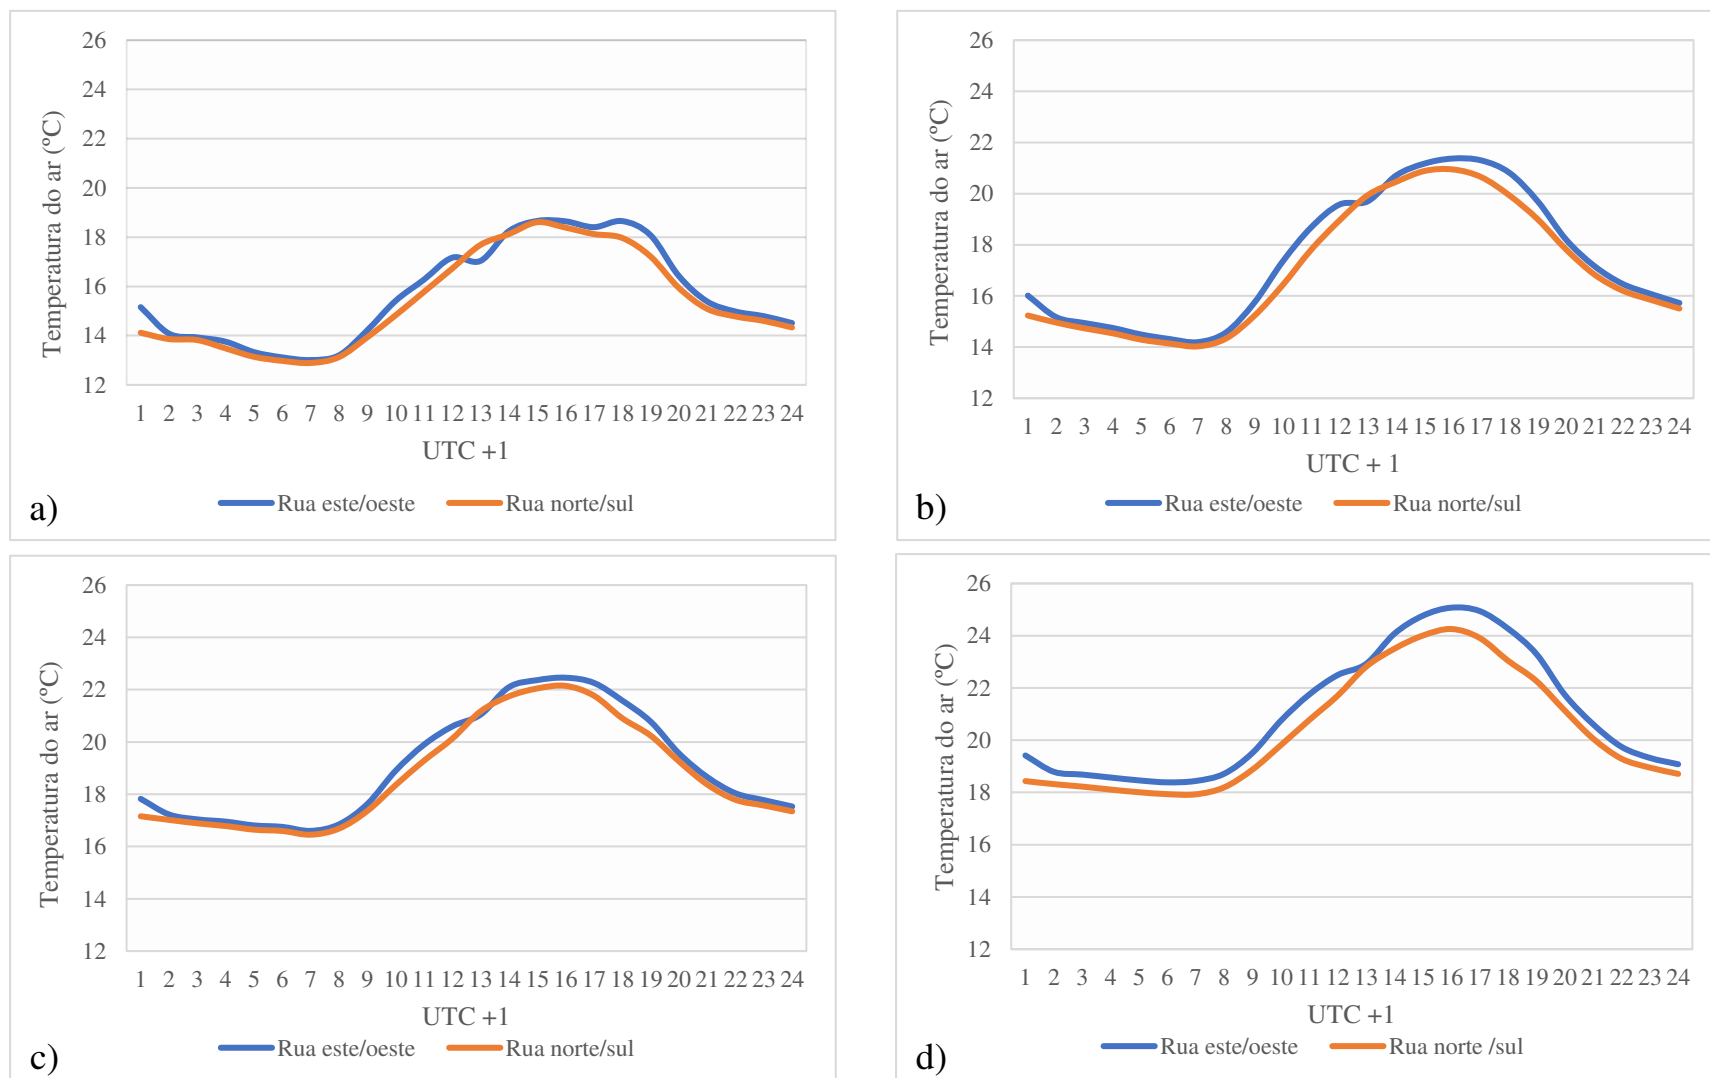 26
24
22
20
18
16
14
12
Temperatura do ar (ºC)
1 2 3 4 5 6 7 8 9 10 11 12 13 14 15 16 17 18 19 20 21 22 23 24
UTC +1
Rua este/oeste Rua norte/sul
a)
26
24
22
20
18
16
14
12
Temperatura do ar (ºC)
1 2 3 4 5 6 7 8 9 10 11 12 13 14 15 16 17 18 19 20 21 22 23 24
UTC + 1
Rua este/oeste Rua norte/sul
b)
26
24
22
20
18
16
14
12
Temperatura do ar (ºC)
1 2 3 4 5 6 7 8 9 10 11 12 13 14 15 16 17 18 19 20 21 22 23 24
UTC +1
Rua este/oeste Rua norte/sul
c)
26
24
22
20
18
16
14
12
Temperatura do ar (ºC)
1 2 3 4 5 6 7 8 9 10 11 12 13 14 15 16 17 18 19 20 21 22 23 24
UTC +1
Rua este/oeste Rua norte /sul
d)